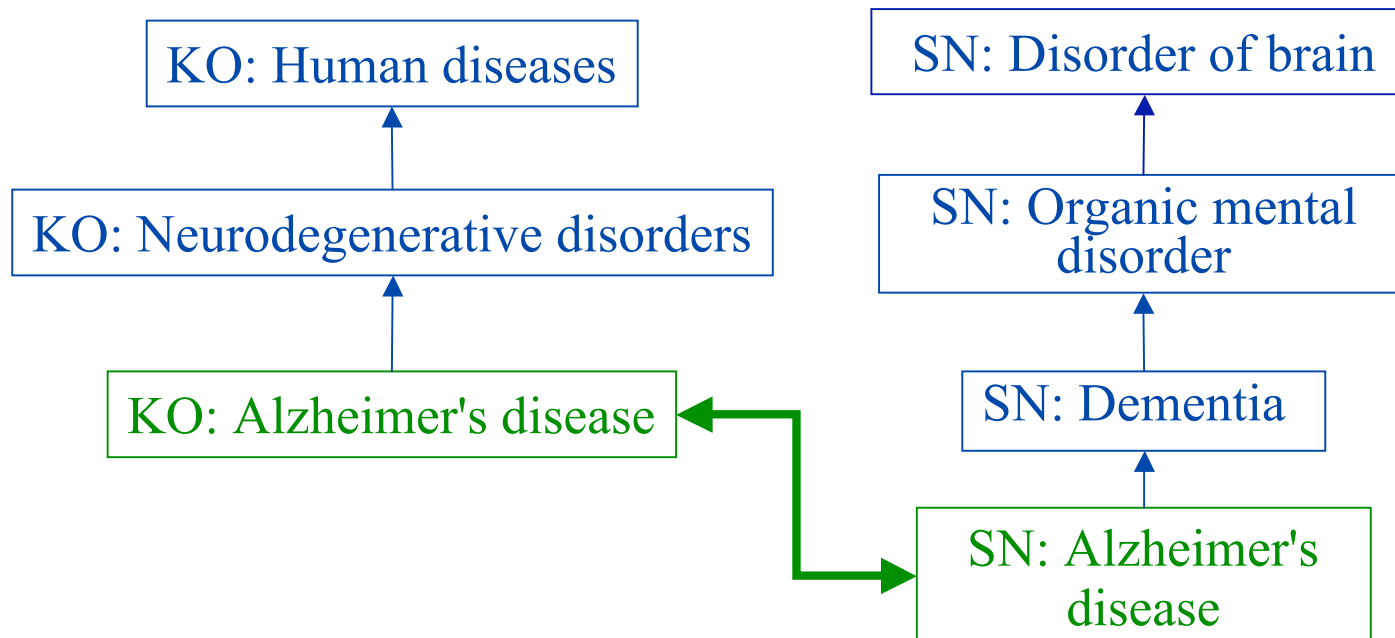 KO: Human diseases
KO: Neurodegenerative disorders
KO: Alzheimer's disease
SN: Disorder of brain
SN: Organic mental
disorder
SN: Dementia
SN: Alzheimer's
disease